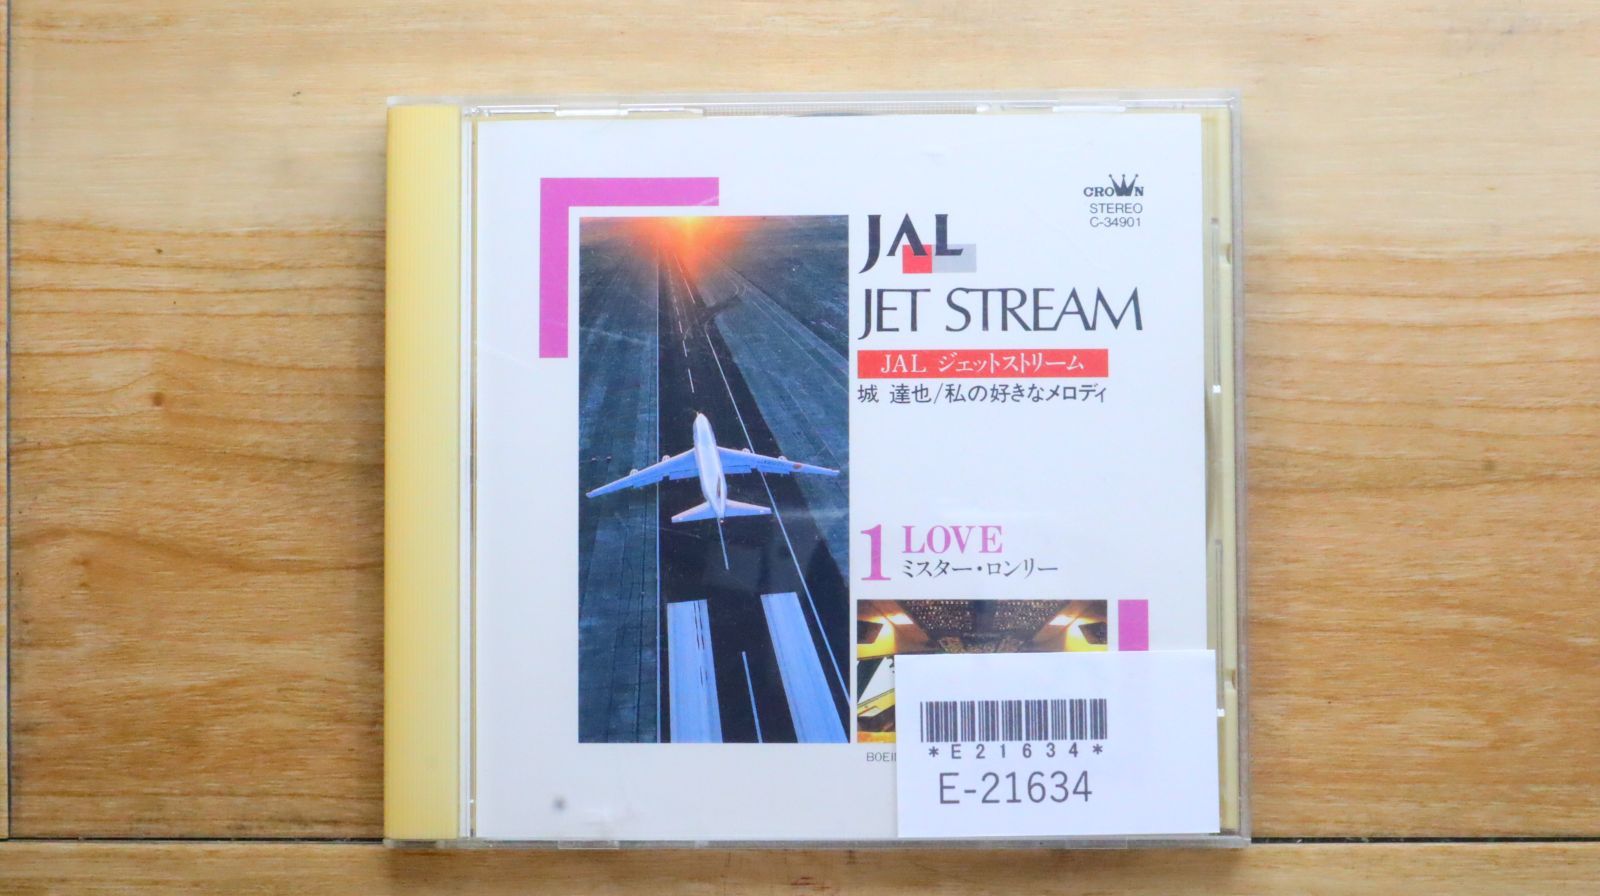 CROWN
STEREO
C-34901
JAL
JET STREAM
JAL ジェットストリーム
城 達也/私の好きなメロディ
1 LOVE
ミスター・ロンリー
*E21634*
E-21634